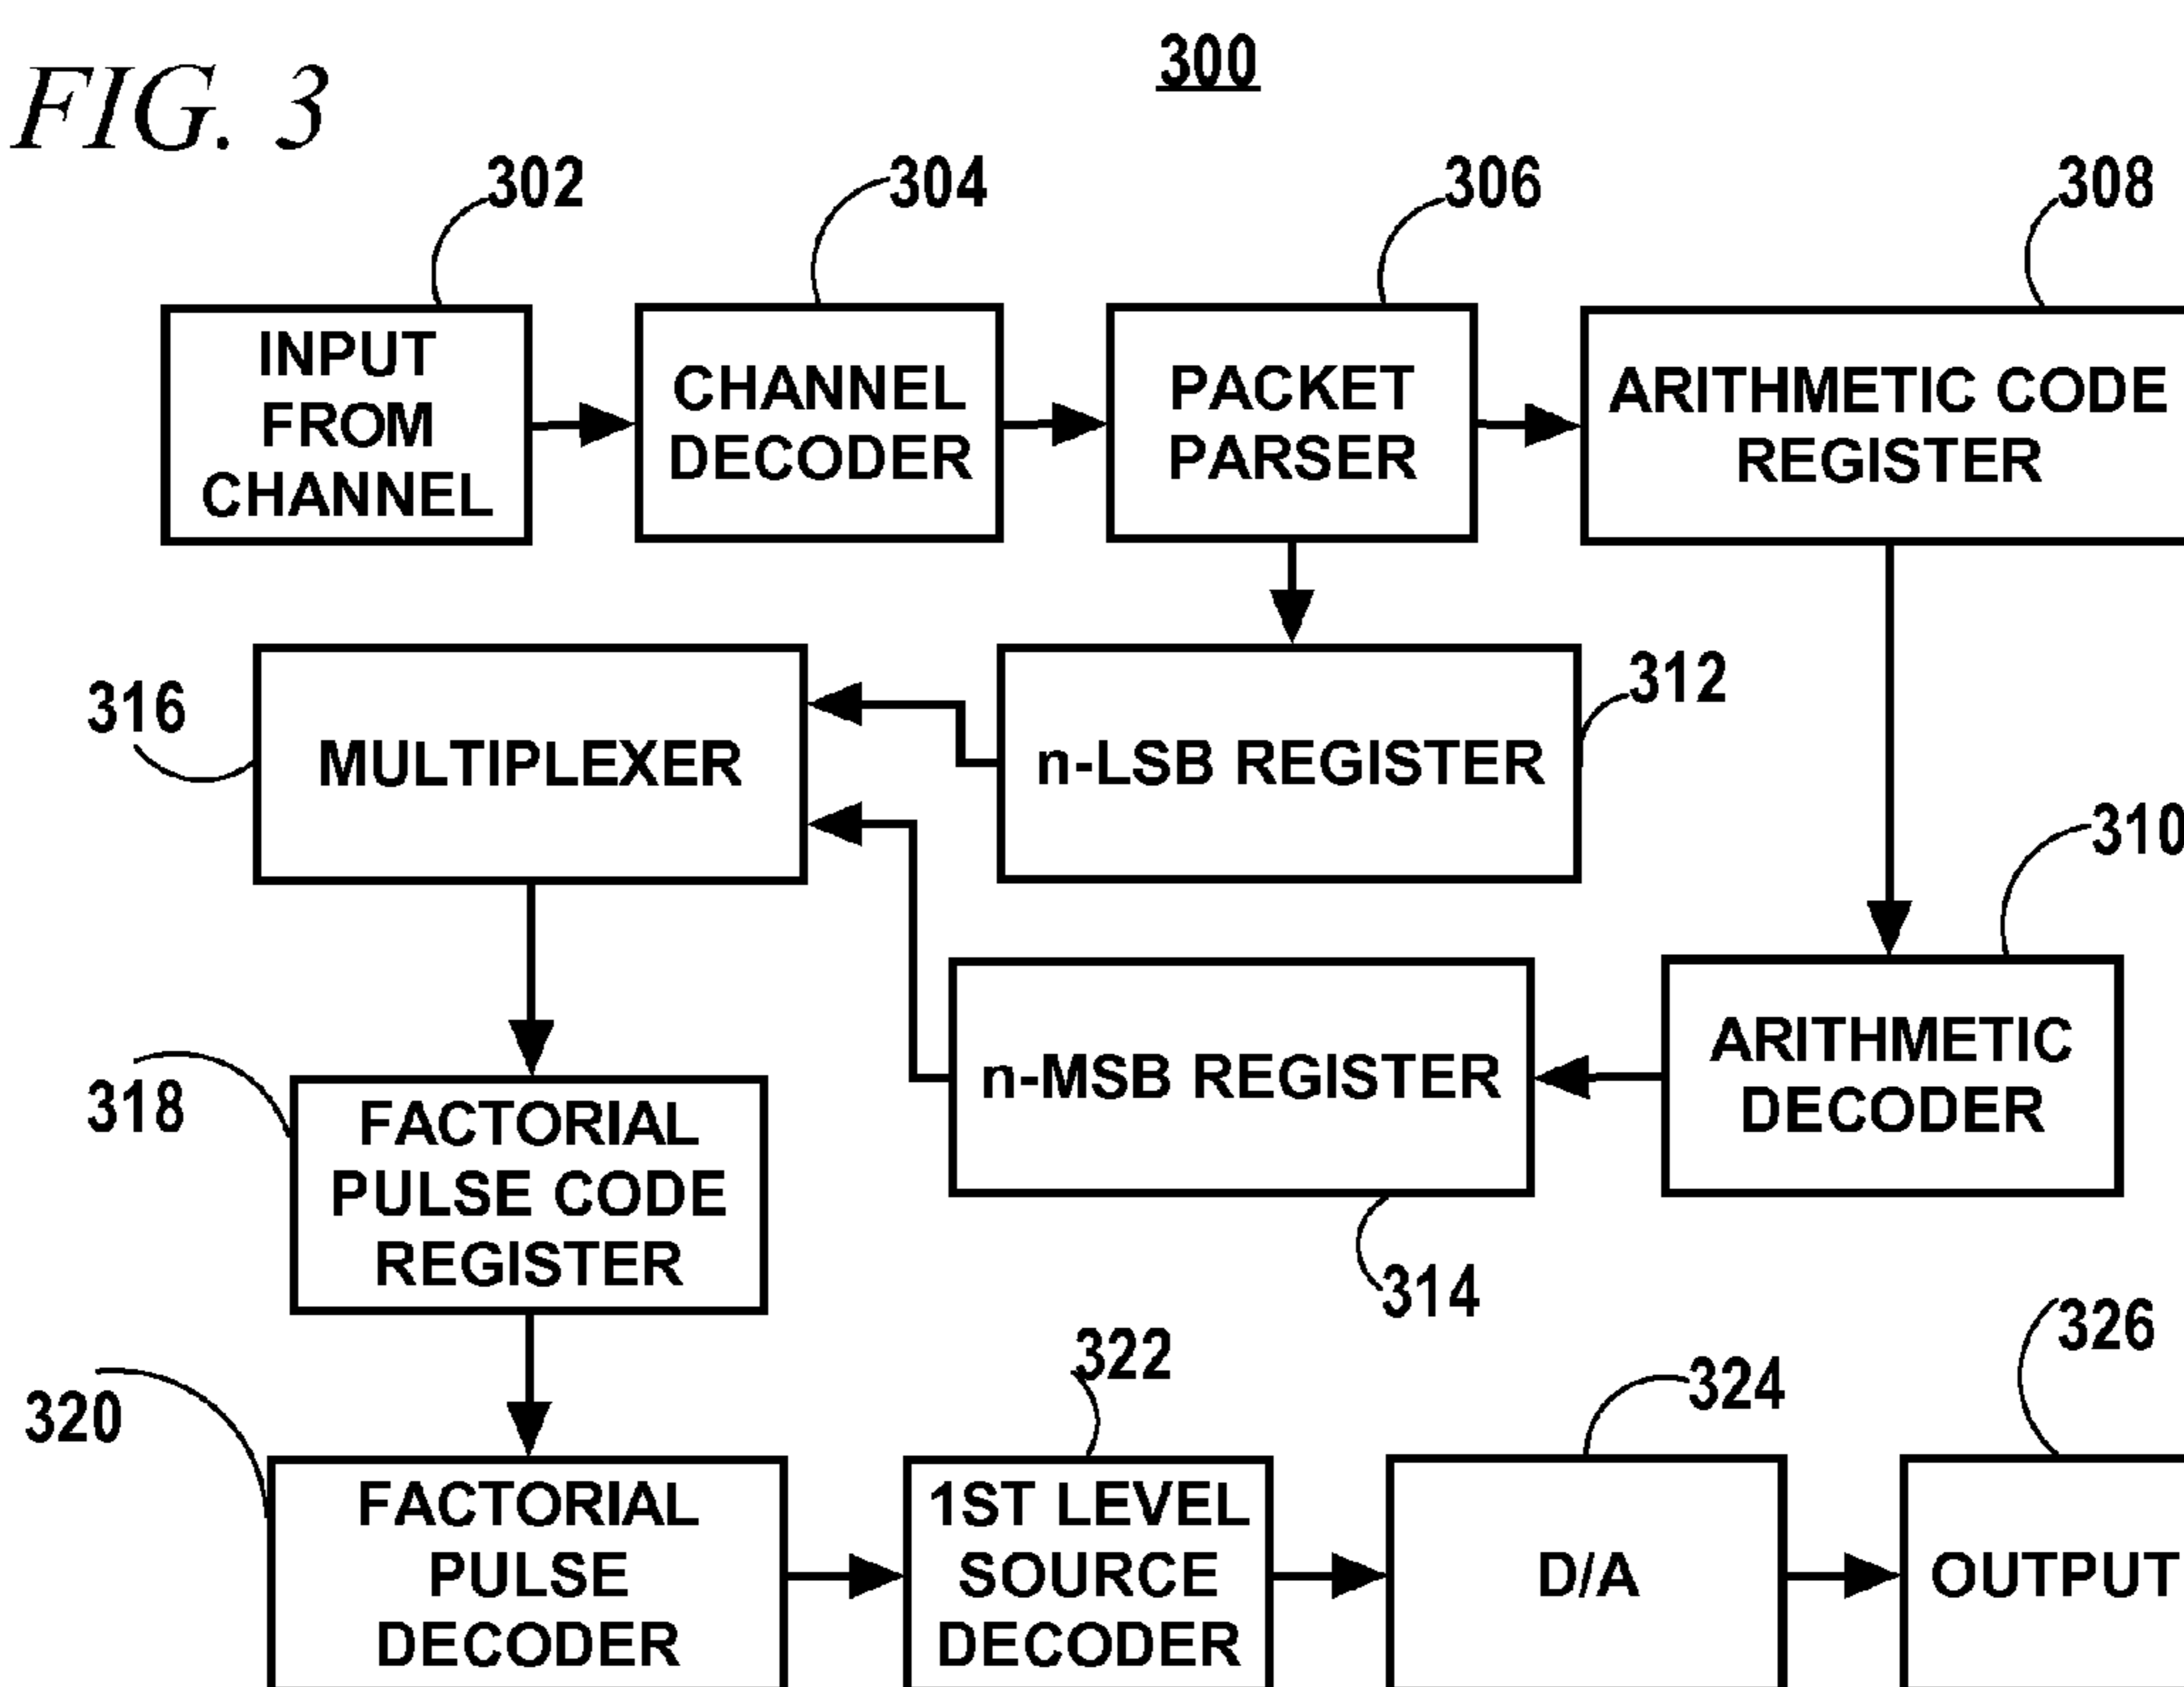 300
FIG. 3
302
304
306
308
INPUT
FROM
CHANNEL
CHANNEL
DECODER
PACKET
PARSER
ARITHMETIC CODE
REGISTER
316
MULTIPLEXER
n-LSB REGISTER
312
310
318
FACTORIAL
PULSE CODE
REGISTER
n-MSB REGISTER
ARITHMETIC
DECODER
314
320
322
324
326
FACTORIAL
PULSE
DECODER
1ST LEVEL
SOURCE
DECODER
D/A
OUTPUT